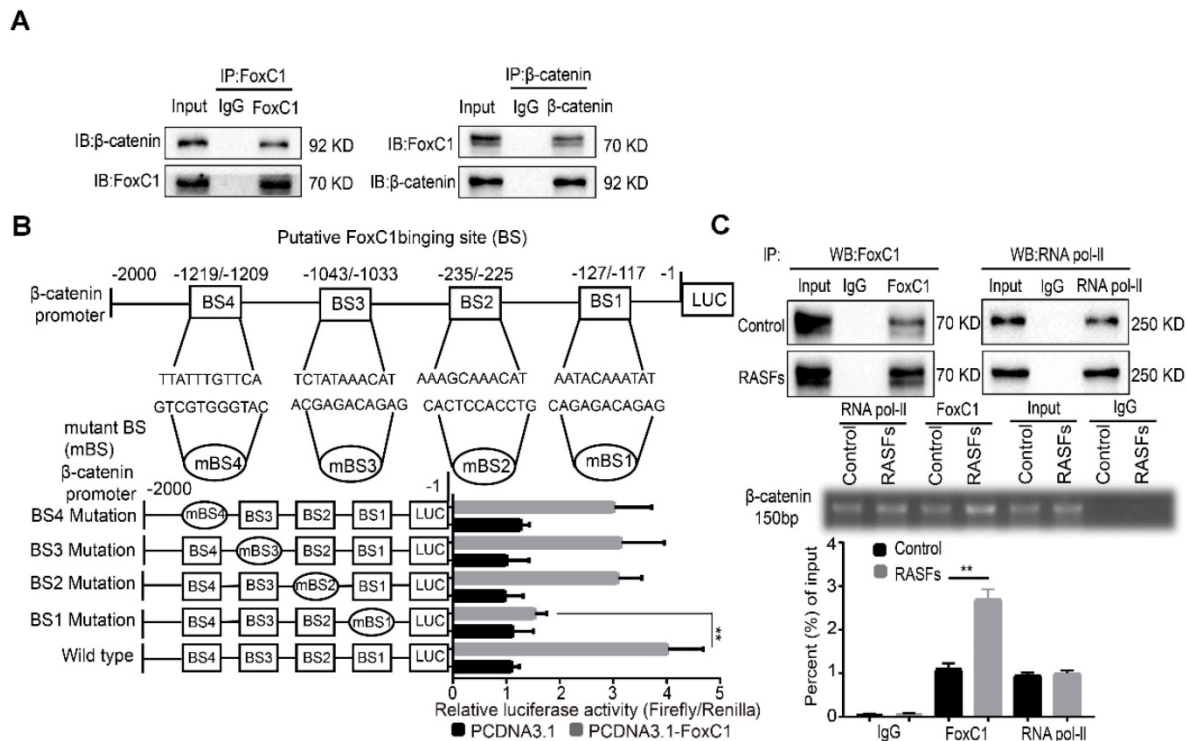 A
IP:FoxC1
Input IgG FoxC1
IB:β-catenin 92 KD
IB:FoxC1 70 KD
IP:β-catenin
Input IgG β-catenin
IB:FoxC1 70 KD
IB:β-catenin 92 KD
B
Putative FoxC1binging site (BS)
-2000 -1219/-1209 -1043/-1033 -235/-225 -127/-117 -1
β-catenin
promoter
BS4 BS3 BS2 BS1 LUC
TTATTTGTTCA TCTATAAACAT AAAGCAAACAT AATACAAATAT
GTCGTGGGTAC ACGAGACAGAG CACTCCACCTG CAGAGACAGAG
mutant BS
(mBS)
mBS4 mBS3 mBS2 mBS1
β-catenin
promoter
-2000 -1
BS4 Mutation mBS4 BS3 BS2 BS1 LUC
BS3 Mutation BS4 mBS3 BS2 BS1 LUC
BS2 Mutation BS4 BS3 mBS2 BS1 LUC
BS1 Mutation BS4 BS3 BS2 mBS1 LUC
Wild type BS4 BS3 BS2 BS1 LUC
**
0 1 2 3 4 5
Relative luciferase activity (Firefly/Renilla)
PCDNA3.1 PCDNA3.1-FoxC1
C
IP: WB:FoxC1 WB:RNA pol-II
Input IgG FoxC1 Input IgG RNA pol-II
Control 70 KD 250 KD
RASFs 70 KD 250 KD
RNA pol-II FoxC1 Input IgG
Control RASFs Control RASFs Control RASFs Control RASFs
β-catenin
150bp
Percent (%) of input
4
3
2
1
0
Control
RASFs
**
IgG FoxC1 RNA pol-II